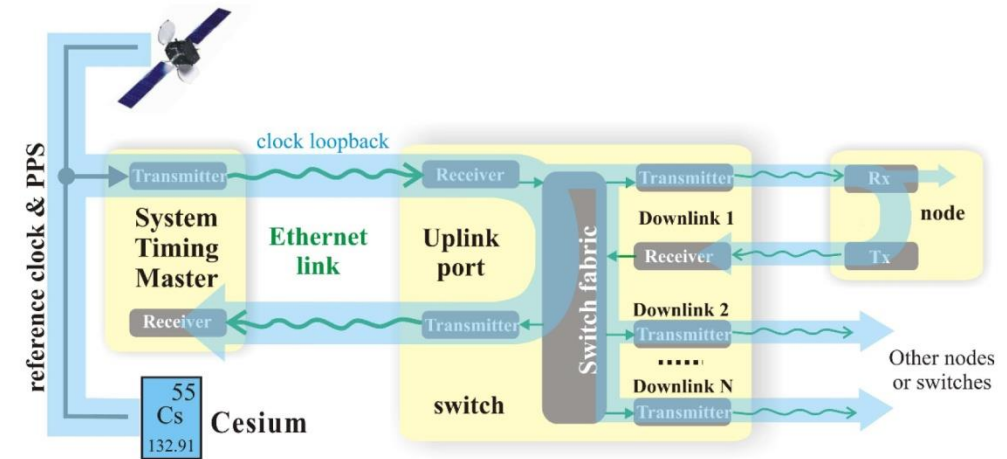 reference clock & PPS
clock loopback
Transmitter
System
Timing
Master
Receiver
Ethernet
link
Receiver
Uplink
port
Transmitter
switch
Switch fabric
Transmitter
Downlink 1
Receiver
Downlink 2
Transmitter
Downlink N
Transmitter
Rx
node
Tx
Other nodes
or switches
55
Cs
132.91
Cesium